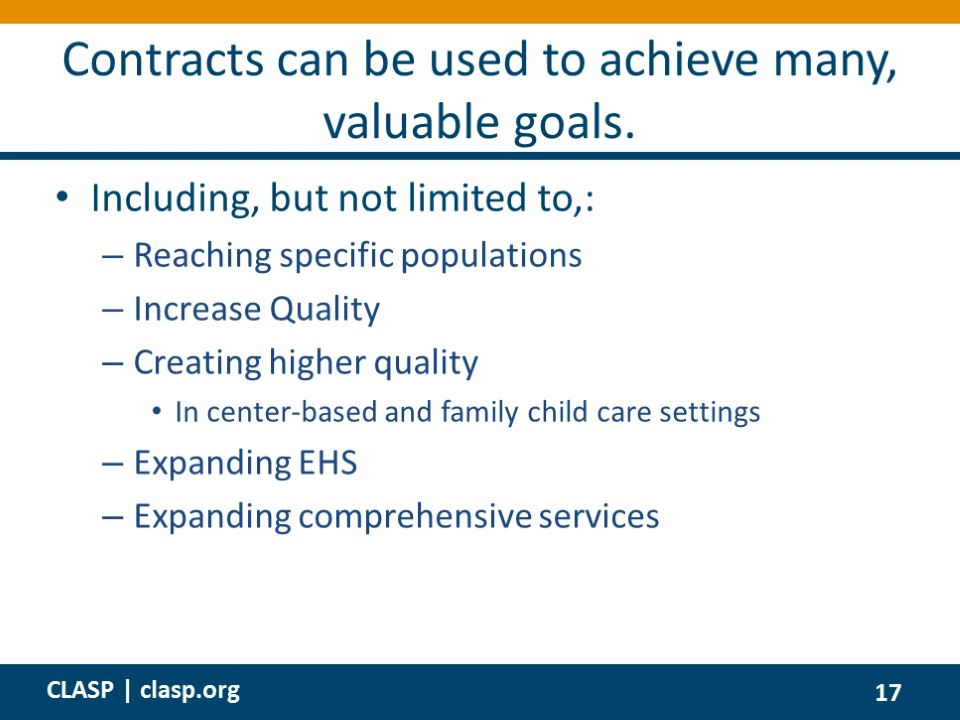 Contracts can be used to achieve many,
valuable goals.
• Including, but not limited to,:
– Reaching specific populations
– Increase Quality
– Creating higher quality
• In center-based and family child care settings
– Expanding EHS
– Expanding comprehensive services
CLASP | clasp.org
17